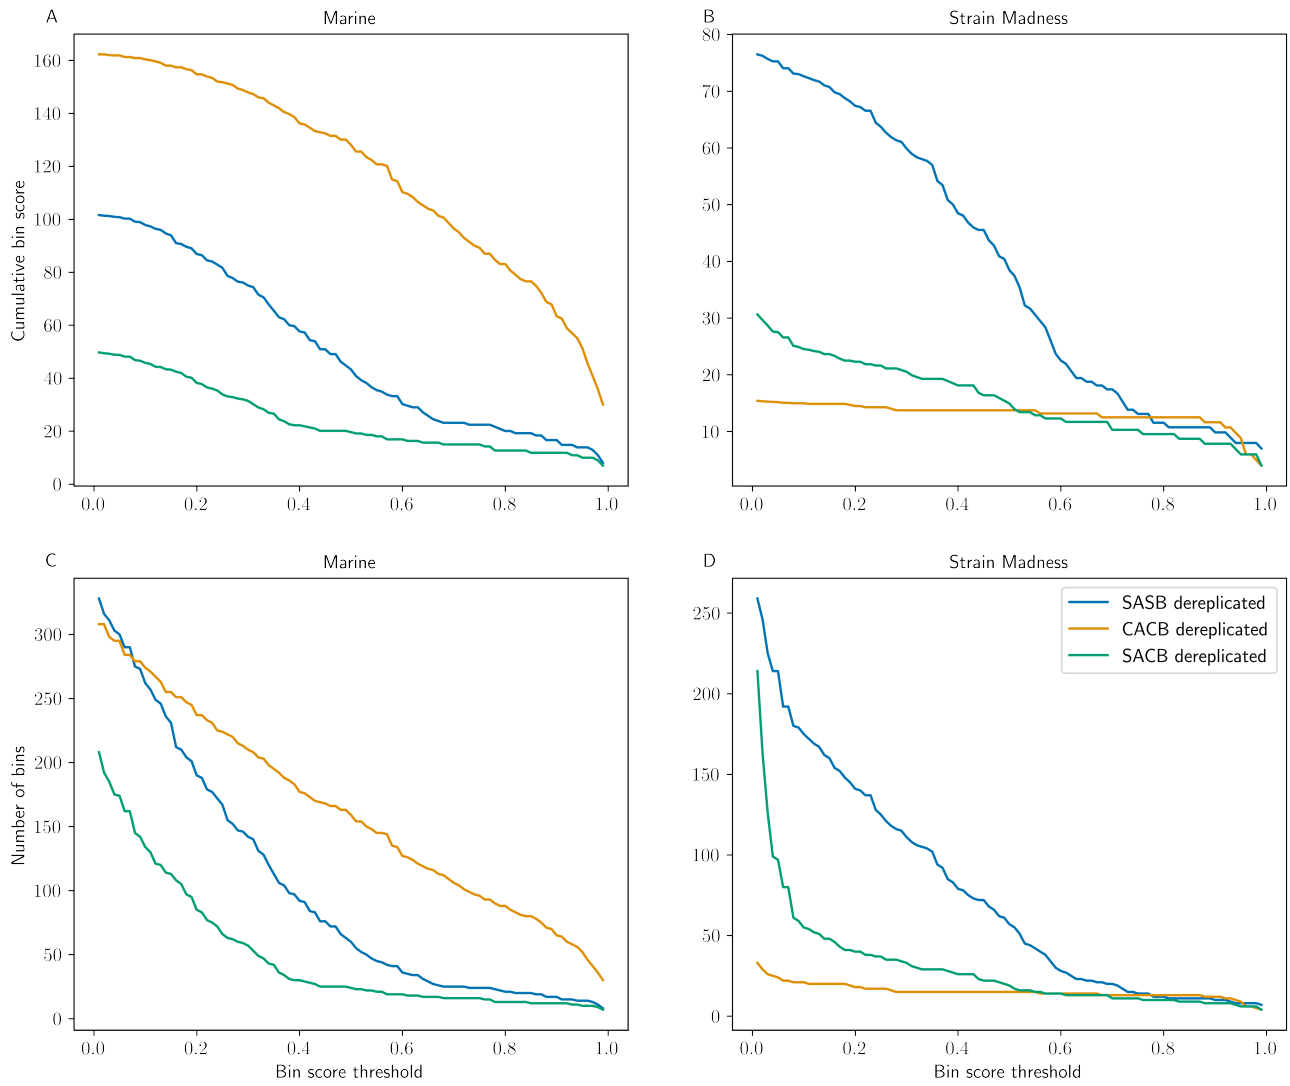 A
Marine
B
Strain Madness
Cumulative bin score
160
140
120
100
80
60
40
20
0
0.0 0.2 0.4 0.6 0.8 1.0
80
70
60
50
40
30
20
10
0.0 0.2 0.4 0.6 0.8 1.0
C
Marine
D
Strain Madness
Number of bins
300
250
200
150
100
50
0
0.0 0.2 0.4 0.6 0.8 1.0
Bin score threshold
250
200
150
100
50
0
SASB dereplicated
CACB dereplicated
SACB dereplicated
0.0 0.2 0.4 0.6 0.8 1.0
Bin score threshold